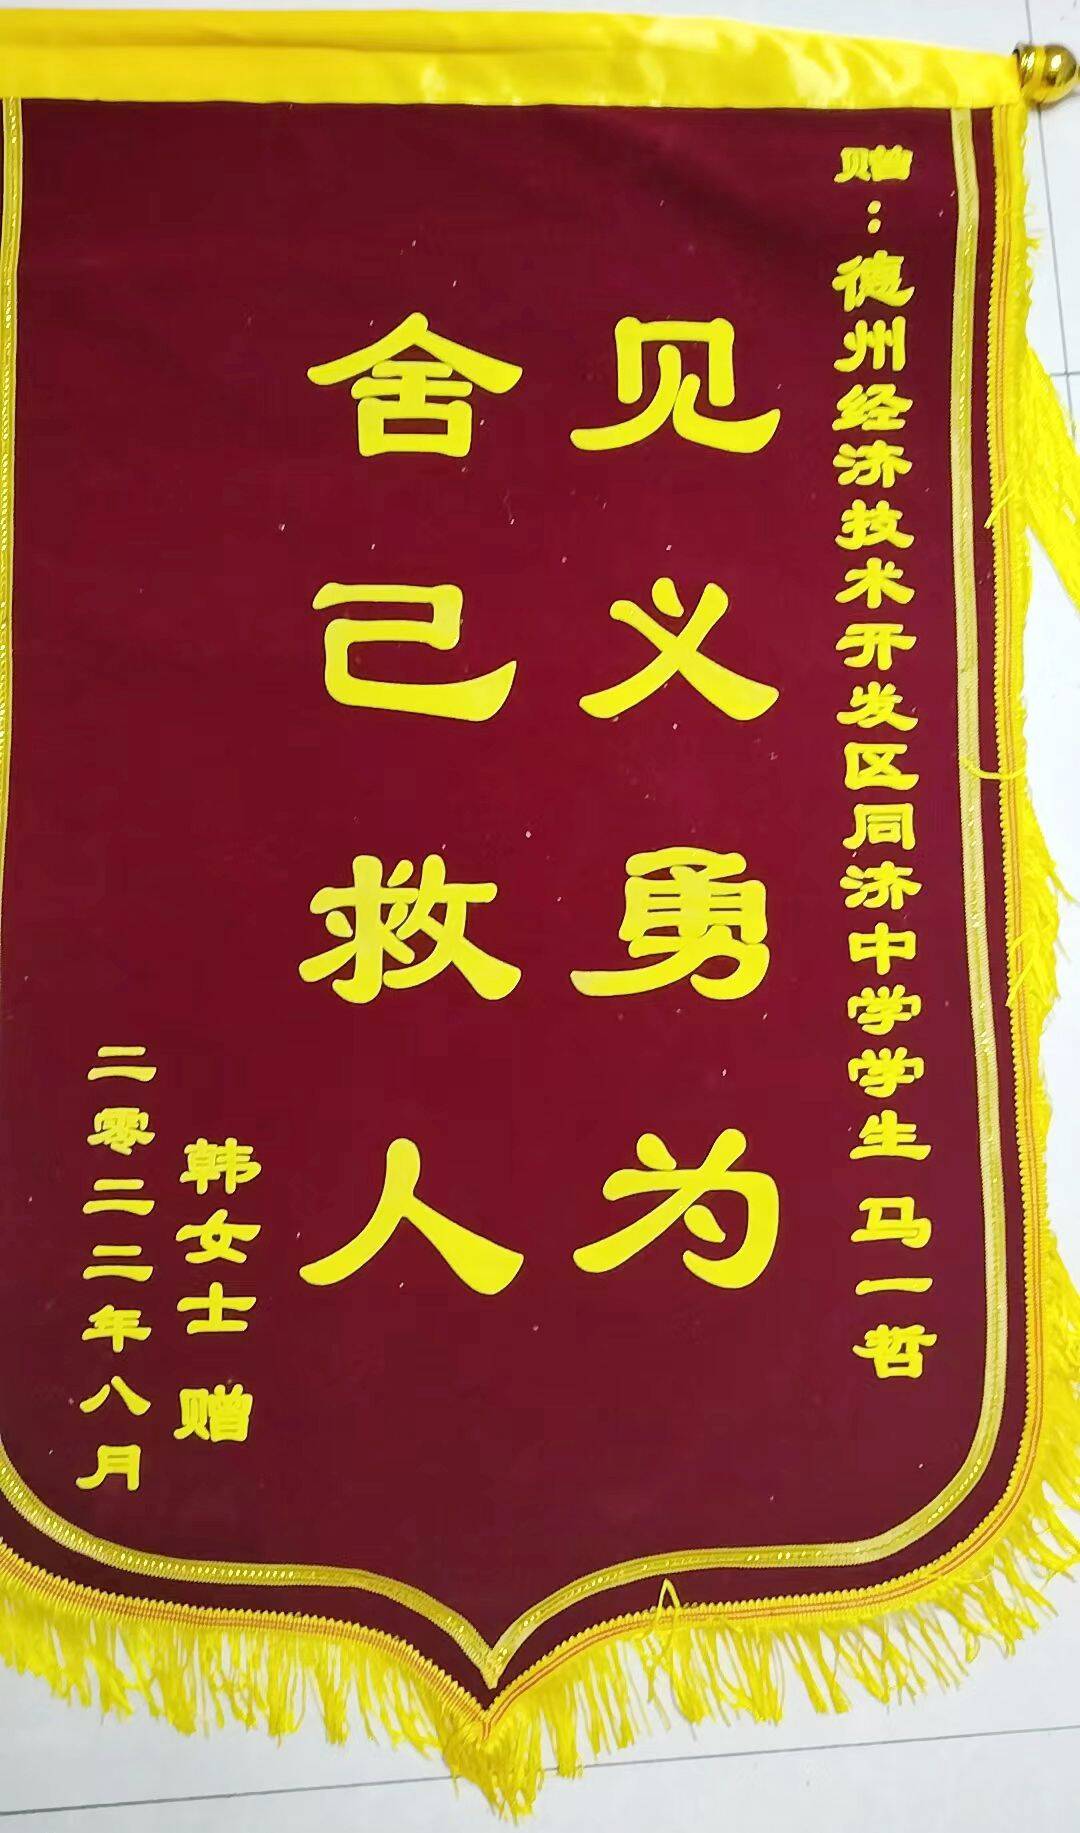 赠：德州经济技术开发区同济中学学生 马一哲
见义勇为
舍己救人
韩女士 赠
二零二二年八月